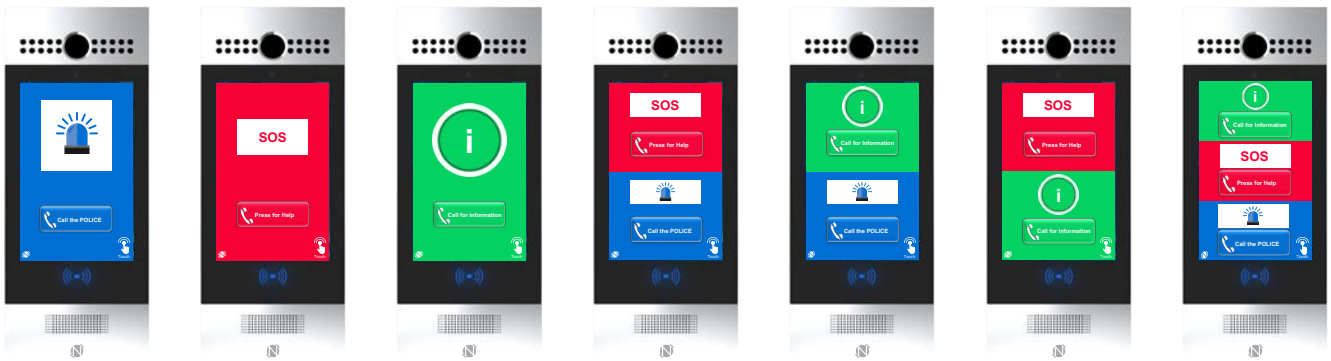 Call the POLICE
Touch
SOS
Press for Help
Touch
i
Call for Information
Touch
SOS
Press for Help
Call the POLICE
Touch
i
Call for Information
Call the POLICE
Touch
SOS
Press for Help
i
Call for Information
Touch
i
Call for Information
SOS
Press for Help
Call the POLICE
Touch